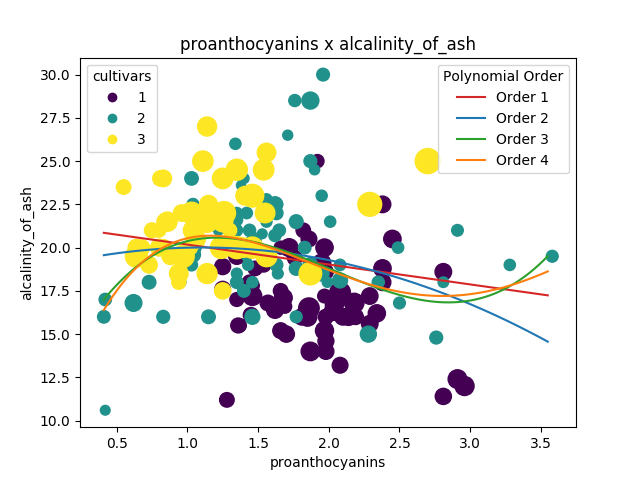 proanthocyanins x alcalinity_of_ash
30.0
27.5
25.0
22.5
20.0
17.5
15.0
12.5
10.0
alcalinity_of_ash
cultivars
1
2
3
Polynomial Order
Order 1
Order 2
Order 3
Order 4
0.5 1.0 1.5 2.0 2.5 3.0 3.5
proanthocyanins